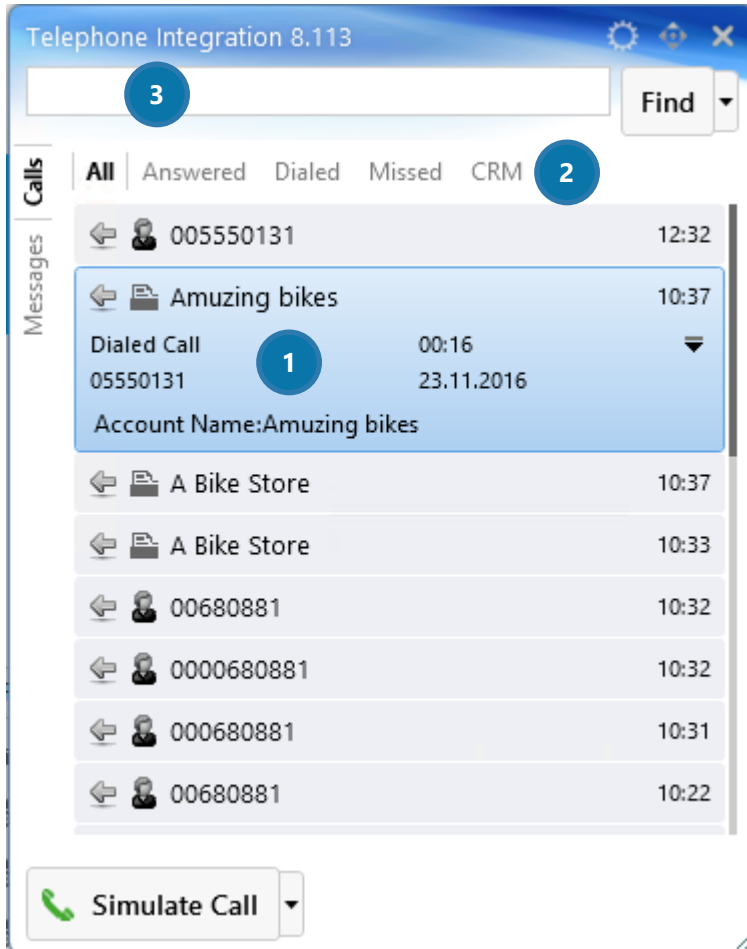 Telephone Integration 8.113
3
Find
Calls
Messages
All Answered Dialed Missed CRM 2
005550131 12:32
Amuzing bikes 10:37
Dialed Call 1 00:16
05550131 23.11.2016
Account Name:Amuzing bikes
A Bike Store 10:37
A Bike Store 10:33
00680881 10:32
0000680881 10:32
000680881 10:31
00680881 10:22
Simulate Call